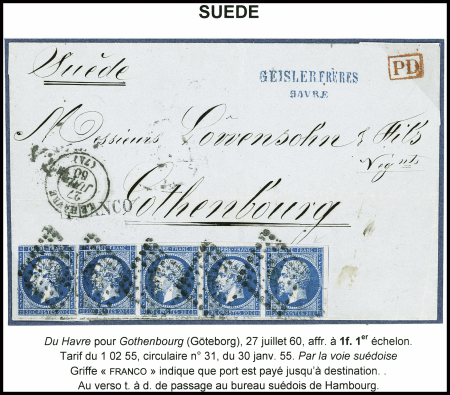 SUEDE
Suède
GEISLER FRÈRES
HAVRE
PD
Messieurs Löwensohn & Fils
Nég.nts
FRANCO
Gothenbourg
Du Havre pour Gothenbourg (Göteborg), 27 juillet 60, affr. à 1f. 1er échelon.
Tarif du 1 02 55, circulaire n° 31, du 30 janv. 55. Par la voie suédoise
Griffe « FRANCO » indique que port est payé jusqu'à destination. .
Au verso t. à d. de passage au bureau suédois de Hambourg.